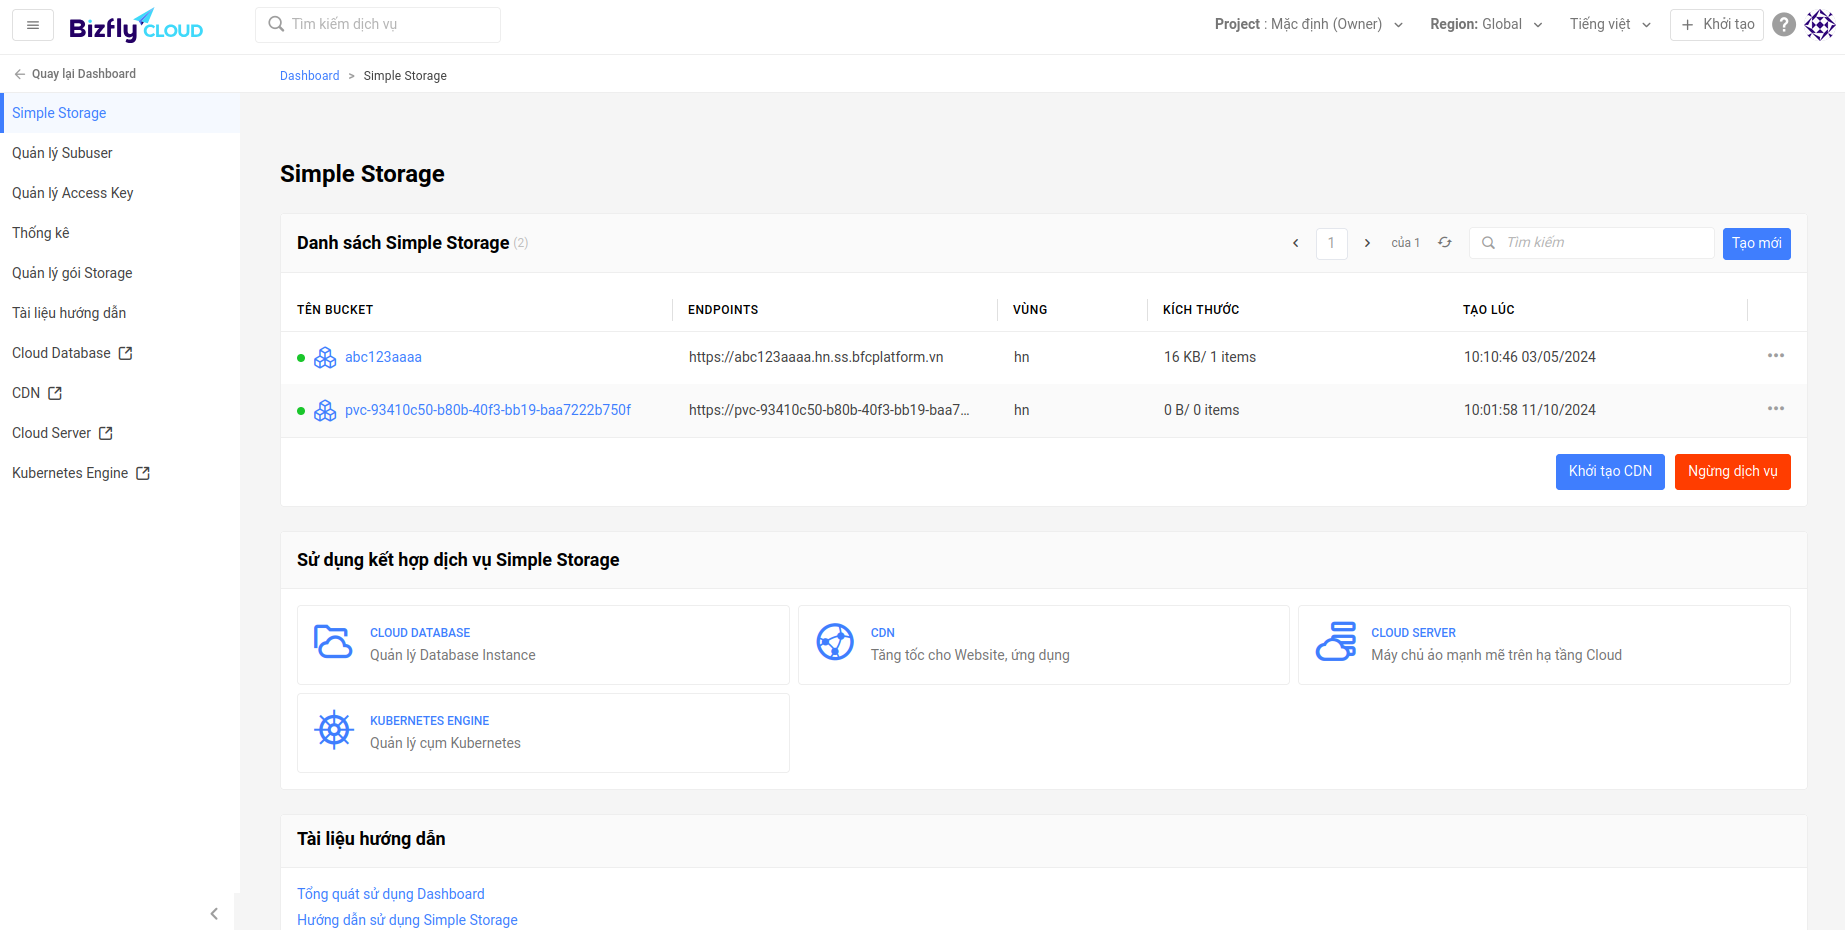 Bizfly CLOUD
Tìm kiếm dịch vụ
Project : Mặc định (Owner)
Region: Global
Tiếng việt
+ Khởi tạo
?
← Quay lại Dashboard
Dashboard > Simple Storage
Simple Storage
Quản lý Subuser
Quản lý Access Key
Thống kê
Quản lý gói Storage
Tài liệu hướng dẫn
Cloud Database
CDN
Cloud Server
Kubernetes Engine
Simple Storage
Danh sách Simple Storage (2)
1
của 1
Tìm kiếm
Tạo mới
TÊN BUCKET ENDPOINTS VÙNG KÍCH THƯỚC TẠO LÚC
abc123aaaa https://abc123aaaa.hn.ss.bfcplatform.vn hn 16 KB/ 1 items 10:10:46 03/05/2024
pvc-93410c50-b80b-40f3-bb19-baa7222b750f https://pvc-93410c50-b80b-40f3-bb19-baa7... hn 0 B/ 0 items 10:01:58 11/10/2024
Khởi tạo CDN
Ngừng dịch vụ
Sử dụng kết hợp dịch vụ Simple Storage
CLOUD DATABASE
Quản lý Database Instance
CDN
Tăng tốc cho Website, ứng dụng
CLOUD SERVER
Máy chủ ảo mạnh mẽ trên hạ tầng Cloud
KUBERNETES ENGINE
Quản lý cụm Kubernetes
Tài liệu hướng dẫn
Tổng quát sử dụng Dashboard
Hướng dẫn sử dụng Simple Storage